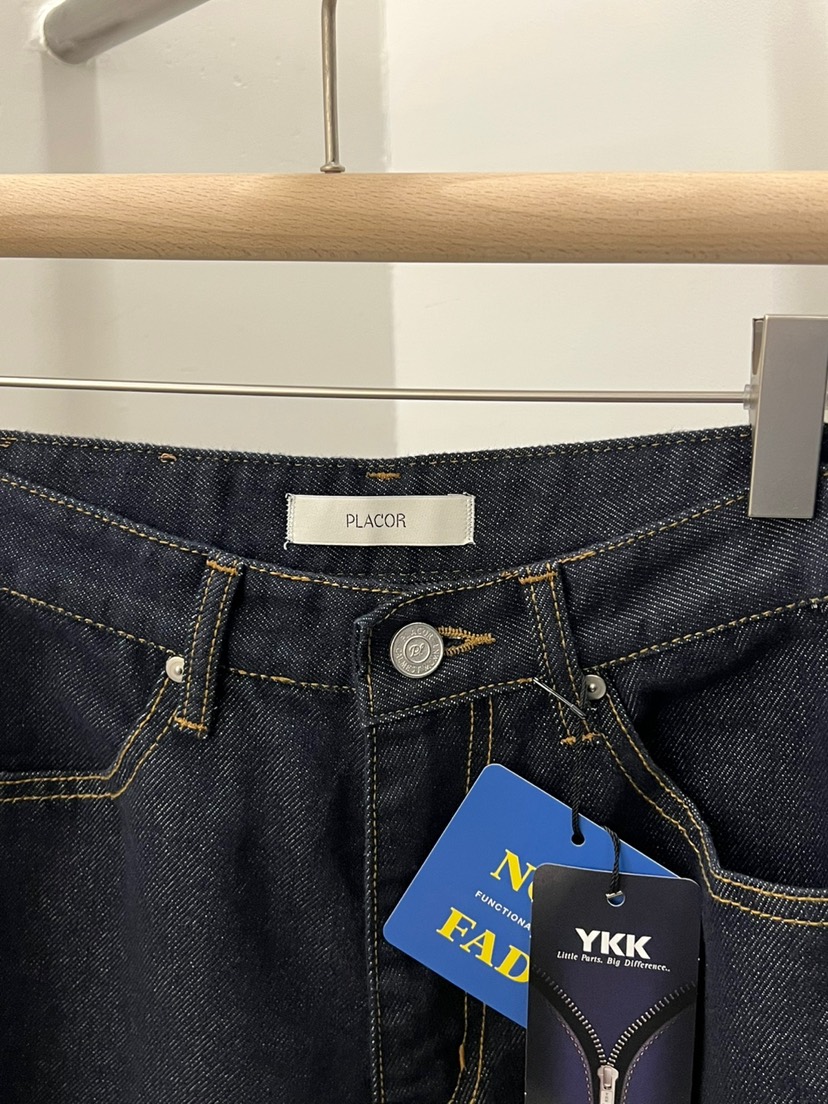 PLACOR
NO
FUNCTIONA
FAD
YKK
Little Parts. Big Difference..